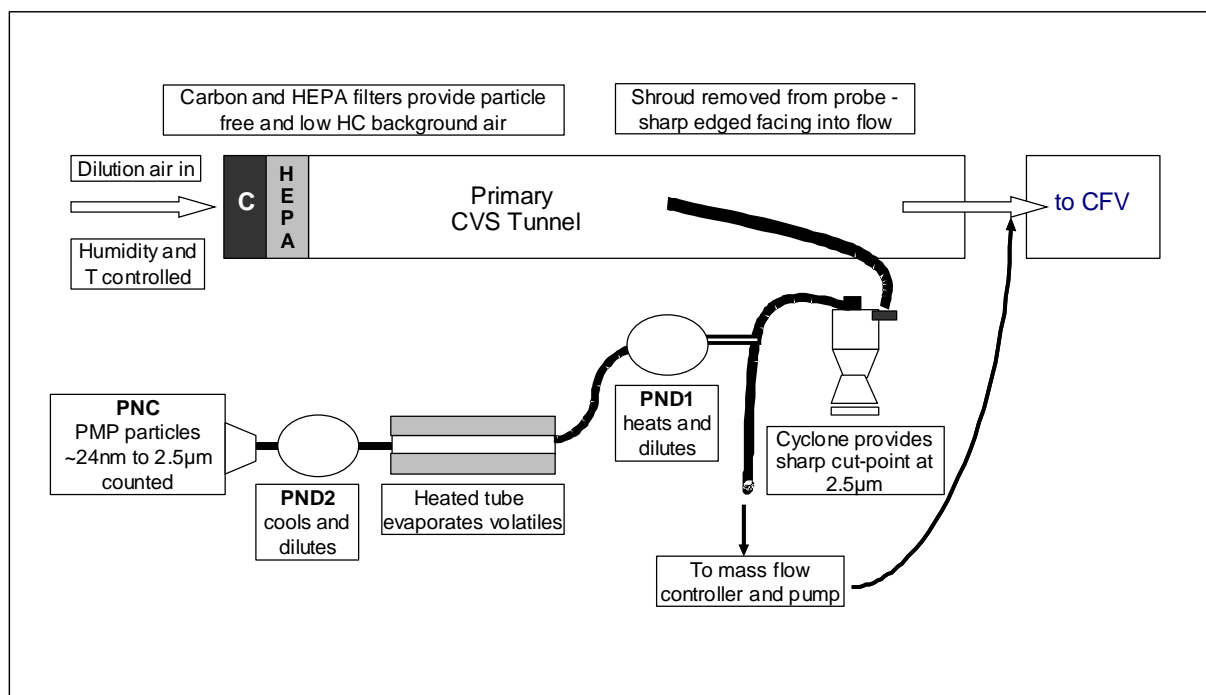 Carbon and HEPA filters provide particle
free and low HC background air
Shroud removed from probe -
sharp edged facing into flow
Dilution air in
Humidity and
T controlled
C
H
E
P
A
Primary
CVS Tunnel
to CFV
PND1
heats and
dilutes
Cyclone provides
sharp cut-point at
2.5µm
PNC
PMP particles
~24nm to 2.5µm
counted
PND2
cools and
dilutes
Heated tube
evaporates volatiles
To mass flow
controller and pump